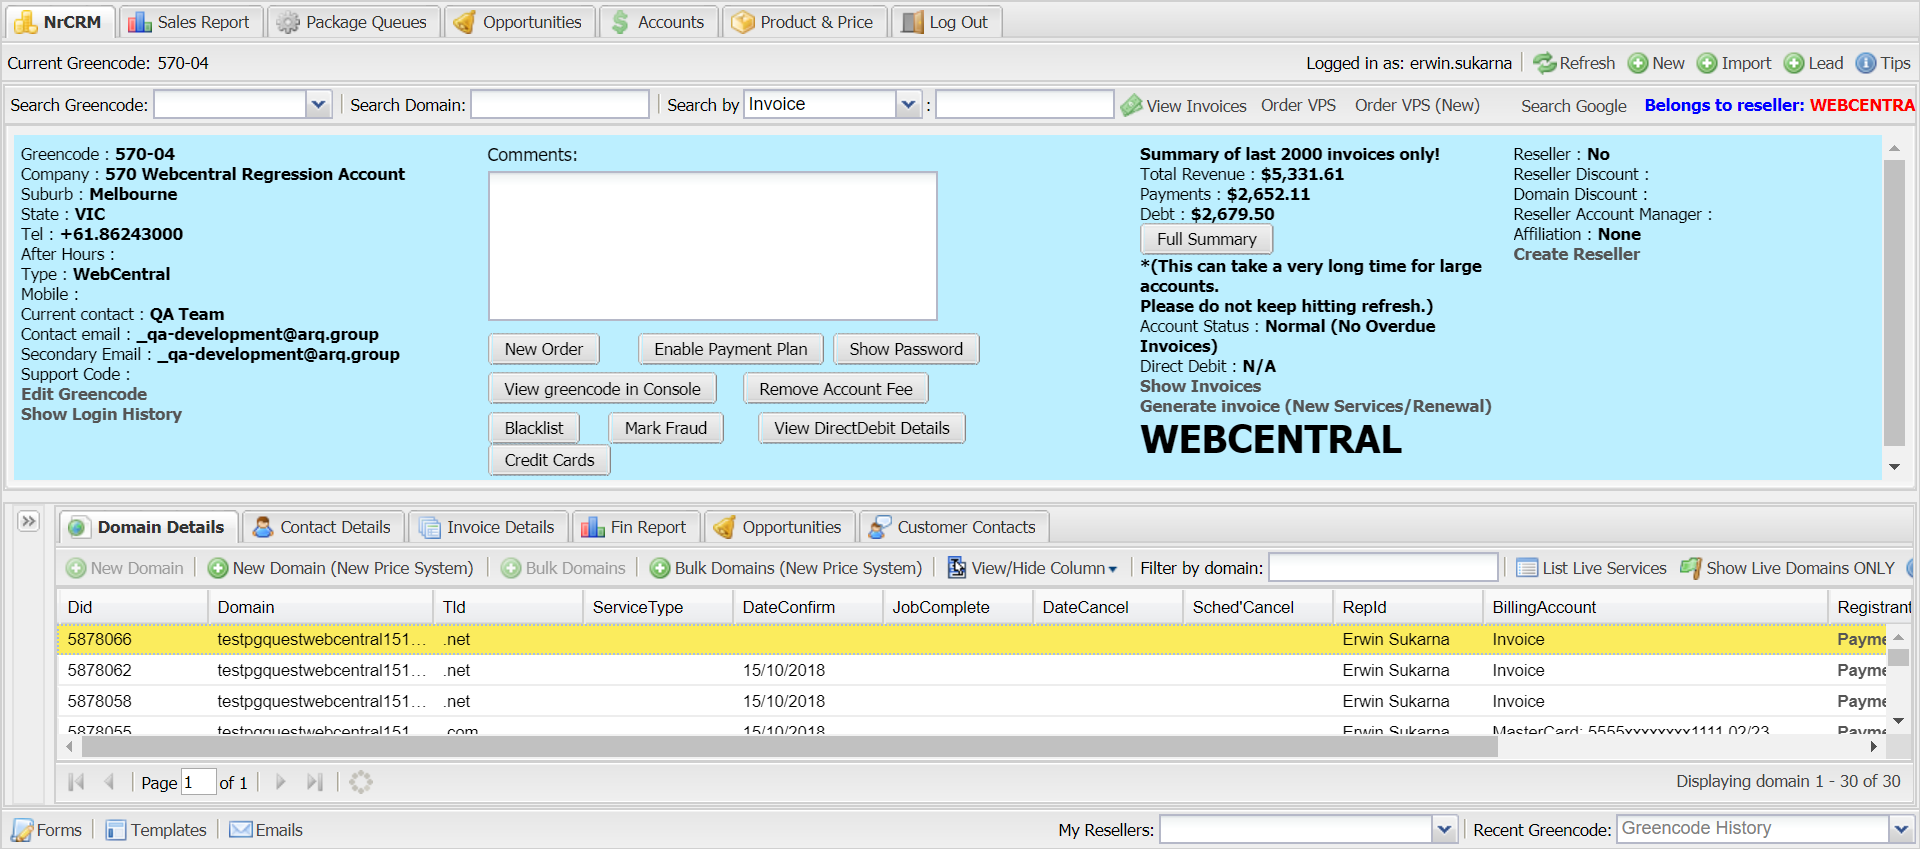 NrCRM Sales Report Package Queues Opportunities Accounts Product & Price Log Out
Current Greencode: 570-04 Logged in as: erwin.sukarna Refresh New Import Lead Tips
Search Greencode: Search Domain: Search by Invoice : View Invoices Order VPS Order VPS (New) Search Google Belongs to reseller: WEBCENTRA
Greencode : 570-04
Company : 570 Webcentral Regression Account
Suburb : Melbourne
State : VIC
Tel : +61.86243000
After Hours :
Type : WebCentral
Mobile :
Current contact : QA Team
Contact email : _qa-development@arq.group
Secondary Email : _qa-development@arq.group
Support Code :
Edit Greencode
Show Login History
Comments:
New Order Enable Payment Plan Show Password
View greencode in Console Remove Account Fee
Blacklist Mark Fraud View DirectDebit Details
Credit Cards
Summary of last 2000 invoices only!
Total Revenue : $5,331.61
Payments : $2,652.11
Debt : $2,679.50
Full Summary
*(This can take a very long time for large
accounts.
Please do not keep hitting refresh.)
Account Status : Normal (No Overdue
Invoices)
Direct Debit : N/A
Show Invoices
Generate invoice (New Services/Renewal)
WEBCENTRAL
Reseller : No
Reseller Discount :
Domain Discount :
Reseller Account Manager :
Affiliation : None
Create Reseller
Domain Details Contact Details Invoice Details Fin Report Opportunities Customer Contacts
New Domain New Domain (New Price System) Bulk Domains Bulk Domains (New Price System) View/Hide Column Filter by domain: List Live Services Show Live Domains ONLY
Did Domain Tld ServiceType DateConfirm JobComplete DateCancel Sched'Cancel RepId BillingAccount Registrant
5878066 testpgquestwebcentral151... .net Erwin Sukarna Invoice Payme
5878062 testpgquestwebcentral151... .net 15/10/2018 Erwin Sukarna Invoice Payme
5878058 testpgquestwebcentral151... .net 15/10/2018 Erwin Sukarna Invoice Payme
5878055 testpgquestwebcentral151... .com 15/10/2018 Erwin Sukarna MasterCard: 5555xxxxxxxx1111 02/23 Payme
Page 1 of 1 Displaying domain 1 - 30 of 30
Forms Templates Emails My Resellers: Recent Greencode: Greencode History